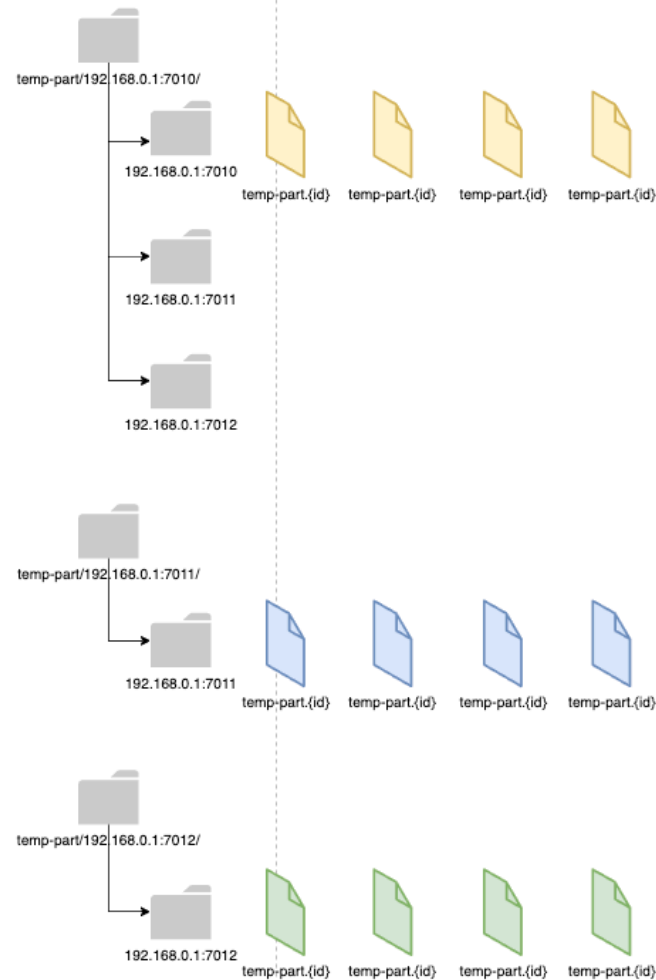 temp-part/192.168.0.1:7010/
192.168.0.1:7010
temp-part.{id}
temp-part.{id}
temp-part.{id}
temp-part.{id}
192.168.0.1:7011
192.168.0.1:7012
temp-part/192.168.0.1:7011/
192.168.0.1:7011
temp-part.{id}
temp-part.{id}
temp-part.{id}
temp-part.{id}
temp-part/192.168.0.1:7012/
192.168.0.1:7012
temp-part.{id}
temp-part.{id}
temp-part.{id}
temp-part.{id}